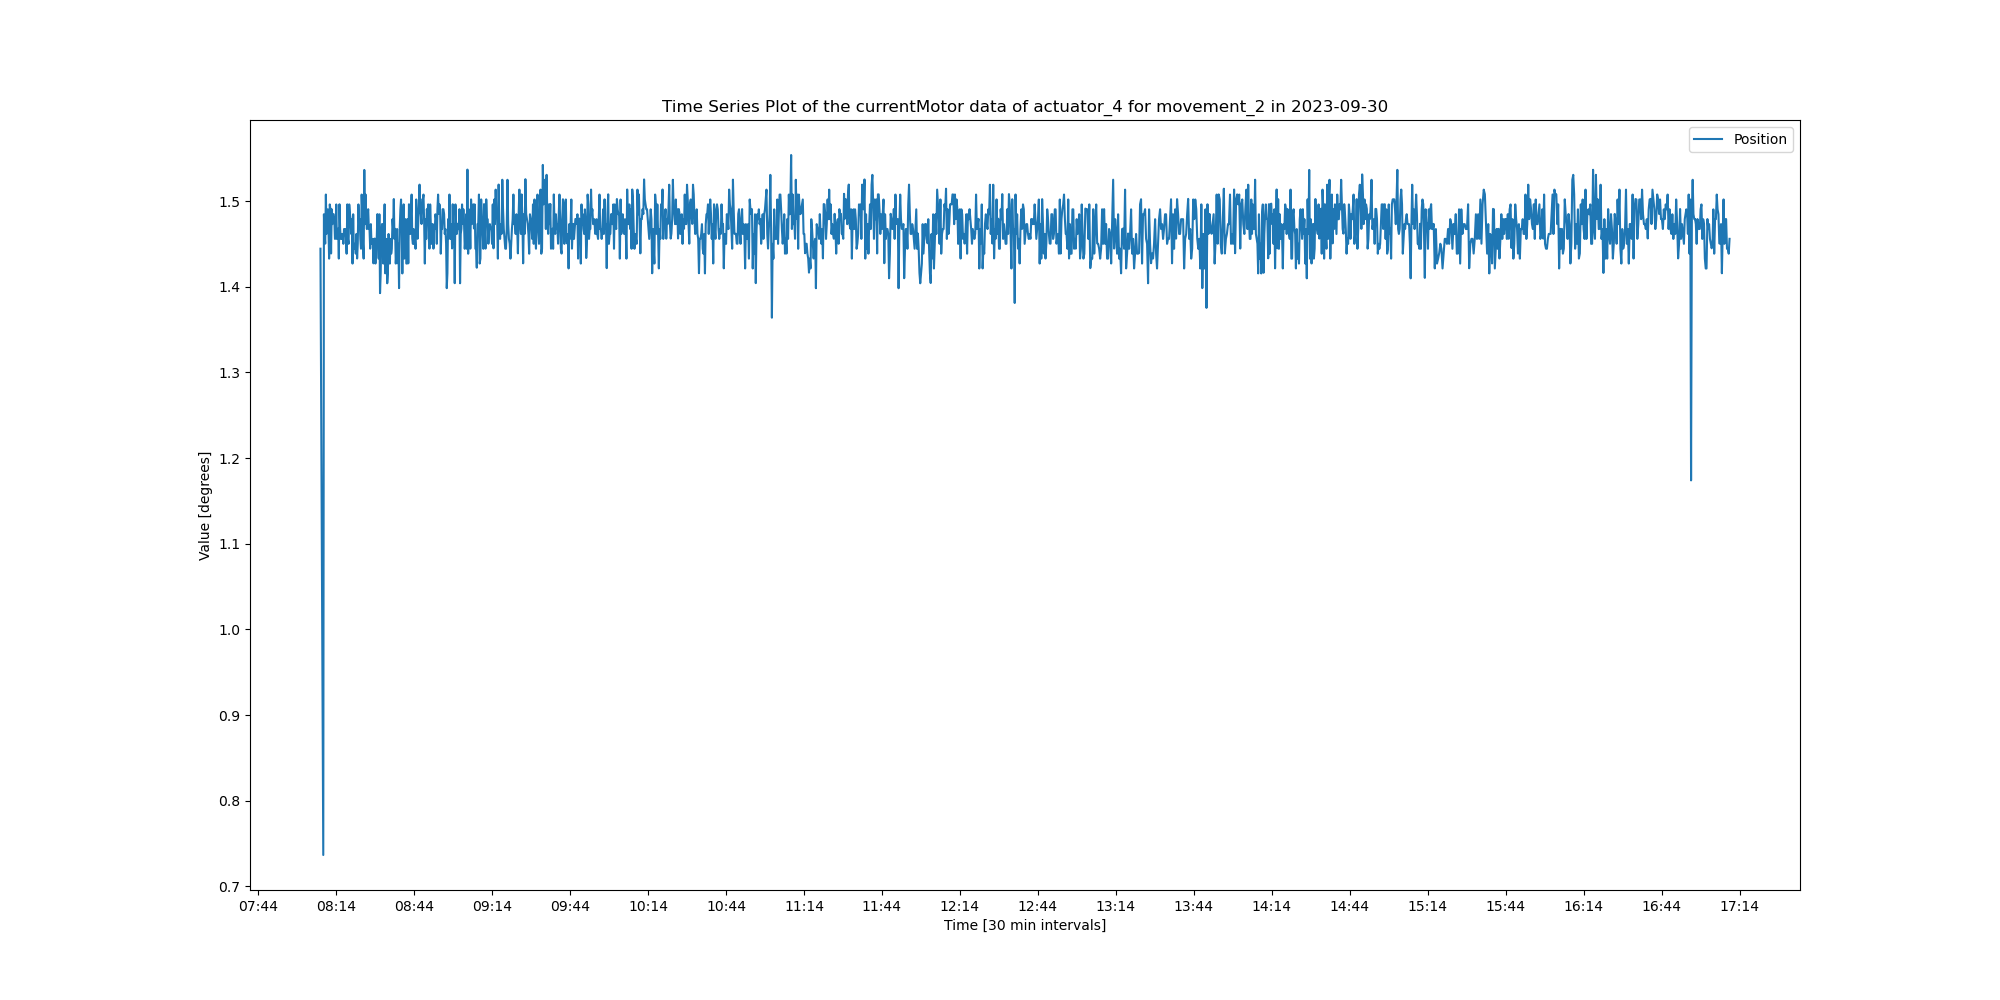 Time Series Plot of the currentMotor data of actuator_4 for movement_2 in 2023-09-30
Position
1.5
1.4
1.3
1.2
1.1
1.0
0.9
0.8
0.7
Value [degrees]
07:44 08:14 08:44 09:14 09:44 10:14 10:44 11:14 11:44 12:14 12:44 13:14 13:44 14:14 14:44 15:14 15:44 16:14 16:44 17:14
Time [30 min intervals]